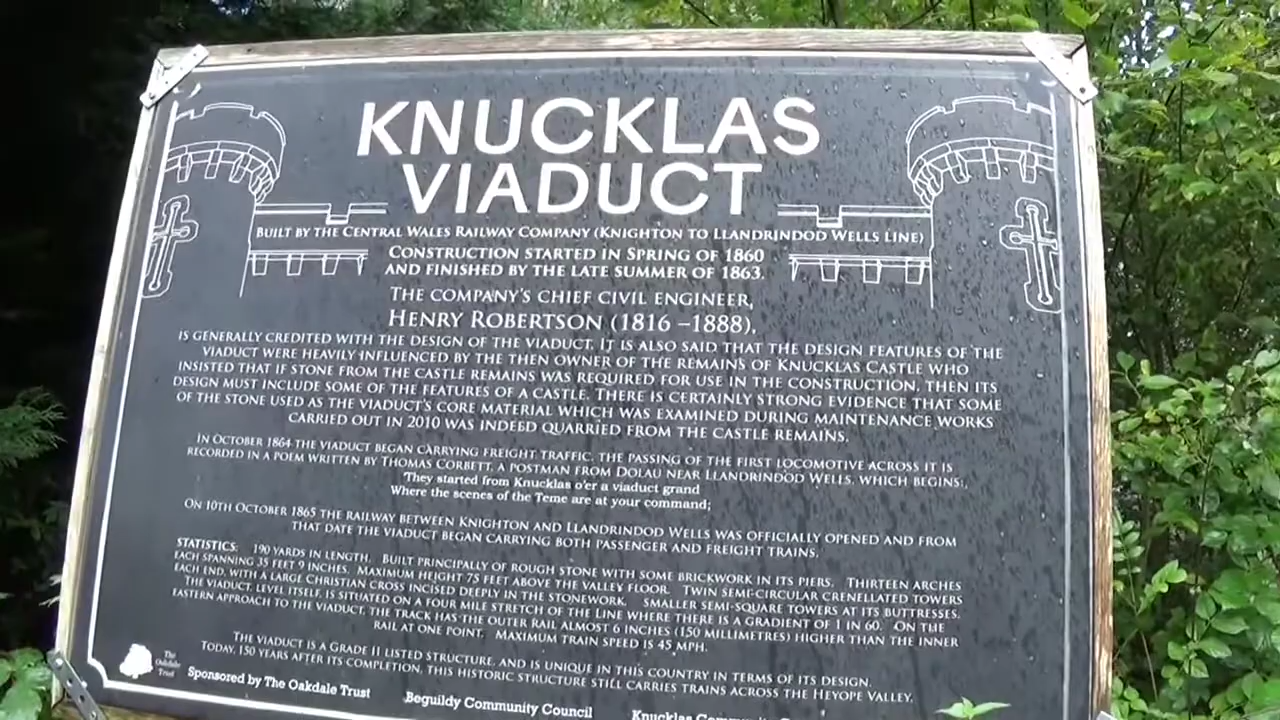 KNUCKLAS
VIADUCT
BUILT BY THE CENTRAL WALES RAILWAY COMPANY (KNIGHTON TO LLANDRINDOD WELLS LINE)
CONSTRUCTION STARTED IN SPRING OF 1860
AND FINISHED BY THE LATE SUMMER OF 1863.
THE COMPANY'S CHIEF CIVIL ENGINEER,
HENRY ROBERTSON (1816 –1888),
IS GENERALLY CREDITED WITH THE DESIGN OF THE VIADUCT. IT IS ALSO SAID THAT THE DESIGN FEATURES OF THE
VIADUCT WERE HEAVILY INFLUENCED BY THE THEN OWNER OF THE REMAINS OF KNUCKLAS CASTLE WHO
INSISTED THAT IF STONE FROM THE CASTLE REMAINS WAS REQUIRED FOR USE IN THE CONSTRUCTION, THEN ITS
DESIGN MUST INCLUDE SOME OF THE FEATURES OF A CASTLE. THERE IS CERTAINLY STRONG EVIDENCE THAT SOME
OF THE STONE USED AS THE VIADUCT'S CORE MATERIAL WHICH WAS EXAMINED DURING MAINTENANCE WORKS
CARRIED OUT IN 2010 WAS INDEED QUARRIED FROM THE CASTLE REMAINS.
IN OCTOBER 1864 THE VIADUCT BEGAN CARRYING FREIGHT TRAFFIC. THE PASSING OF THE FIRST LOCOMOTIVE ACROSS IT IS
RECORDED IN A POEM WRITTEN BY THOMAS CORBETT, A POSTMAN FROM DOLAU NEAR LLANDRINDOD WELLS, WHICH BEGINS:
They started from Knucklas o'er a viaduct grand
Where the scenes of the Teme are at your command;
ON 10TH OCTOBER 1865 THE RAILWAY BETWEEN KNIGHTON AND LLANDRINDOD WELLS WAS OFFICIALLY OPENED AND FROM
THAT DATE THE VIADUCT BEGAN CARRYING BOTH PASSENGER AND FREIGHT TRAINS.
STATISTICS: 190 YARDS IN LENGTH. BUILT PRINCIPALLY OF ROUGH STONE WITH SOME BRICKWORK IN ITS PIERS. THIRTEEN ARCHES
EACH SPANNING 35 FEET 9 INCHES. MAXIMUM HEIGHT 75 FEET ABOVE THE VALLEY FLOOR. TWIN SEMI-CIRCULAR CRENELLATED TOWERS
EACH END, WITH A LARGE CHRISTIAN CROSS INCISED DEEPLY IN THE STONEWORK. SMALLER SEMI-SQUARE TOWERS AT ITS BUTTRESSES.
THE VIADUCT, LEVEL ITSELF, IS SITUATED ON A FOUR MILE STRETCH OF THE LINE WHERE THERE IS A GRADIENT OF 1 IN 60. ON THE
EASTERN APPROACH TO THE VIADUCT, THE TRACK HAS THE OUTER RAIL ALMOST 6 INCHES (150 MILLIMETRES) HIGHER THAN THE INNER
RAIL AT ONE POINT. MAXIMUM TRAIN SPEED IS 45 MPH.
THE VIADUCT IS A GRADE II LISTED STRUCTURE, AND IS UNIQUE IN THIS COUNTRY IN TERMS OF ITS DESIGN.
TODAY, 150 YEARS AFTER ITS COMPLETION, THIS HISTORIC STRUCTURE STILL CARRIES TRAINS ACROSS THE HEYOPE VALLEY.
The
Oakdale
Trust
Sponsored by The Oakdale Trust
Beguildy Community Council
Knucklas